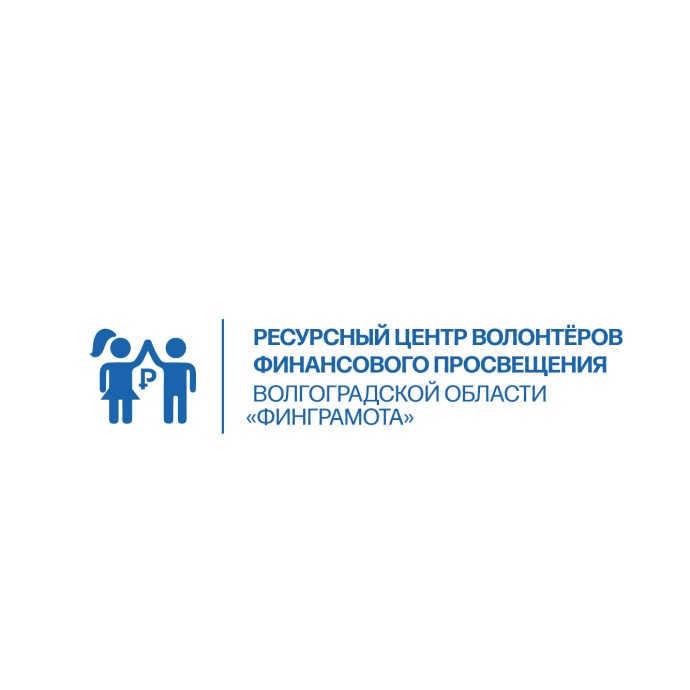 РЕСУРСНЫЙ ЦЕНТР ВОЛОНТЁРОВ
ФИНАНСОВОГО ПРОСВЕЩЕНИЯ
ВОЛГОГРАДСКОЙ ОБЛАСТИ
«ФИНГРАМОТА»